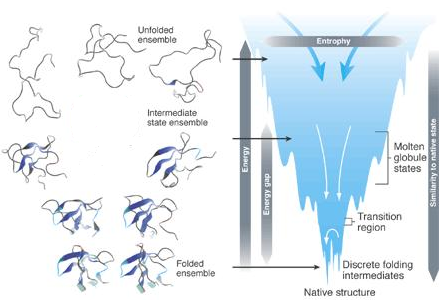 Unfolded
ensemble
Entrophy
Intermediate
state ensemble
Energy
Energy gap
Molten
globule
states
Similarity to native state
Transition
region
Folded
ensemble
Discrete folding
intermediates
Native structure